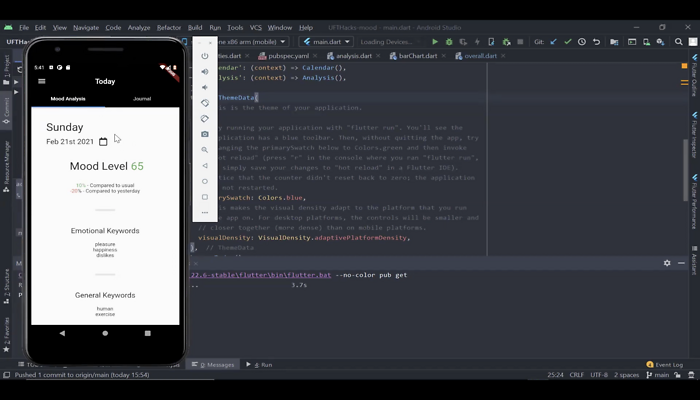 File Edit View Navigate Code Analyze Refactor Build Run Tools VCS Window Help
UFTHacks-mood - main.dart - Android Studio
UFTHacks-mood
ne x86 arm (mobile)
main.dart
Loading Devices...
Git:
pubspec.yaml
analysis.dart
barChart.dart
overall.dart
endar': (context) => Calendar(),
lysis': (context) => Analysis(),
ThemeData(
is is the theme of your application.
y running your application with "flutter run". You'll see the
pplication has a blue toolbar. Then, without quitting the app, try
anging the primarySwatch below to Colors.green and then invoke
ot reload" (press "r" in the console where you ran "flutter run",
simply save your changes to "hot reload" in a Flutter IDE).
tice that the counter didn't reset back to zero; the application
not restarted.
rySwatch: Colors.blue,
is makes the visual density adapt to the platform that you run
app on. For desktop platforms, the controls will be smaller and
// closer together (more dense) than on mobile platforms.
visualDensity: VisualDensity.adaptivePlatformDensity,
), // ThemeData
22.6-stable\flutter\bin\flutter.bat --no-color pub get
..
3.7s
5:41
Today
Mood Analysis
Journal
Sunday
Feb 21st 2021
Mood Level 65
- Compared to usual
- Compared to yesterday
Emotional Keywords
pleasure
happiness
dislikes
General Keywords
human
exercise
1: Project
Commit
Resource Manager
Z: Structure
2: Favorites
Flutter Outline
Flutter Inspector
Flutter Performance
Assistant
0: Messages
4: Run
Event Log
Pushed 1 commit to origin/main (today 15:54)
25:24 CRLF UTF-8 2 spaces main